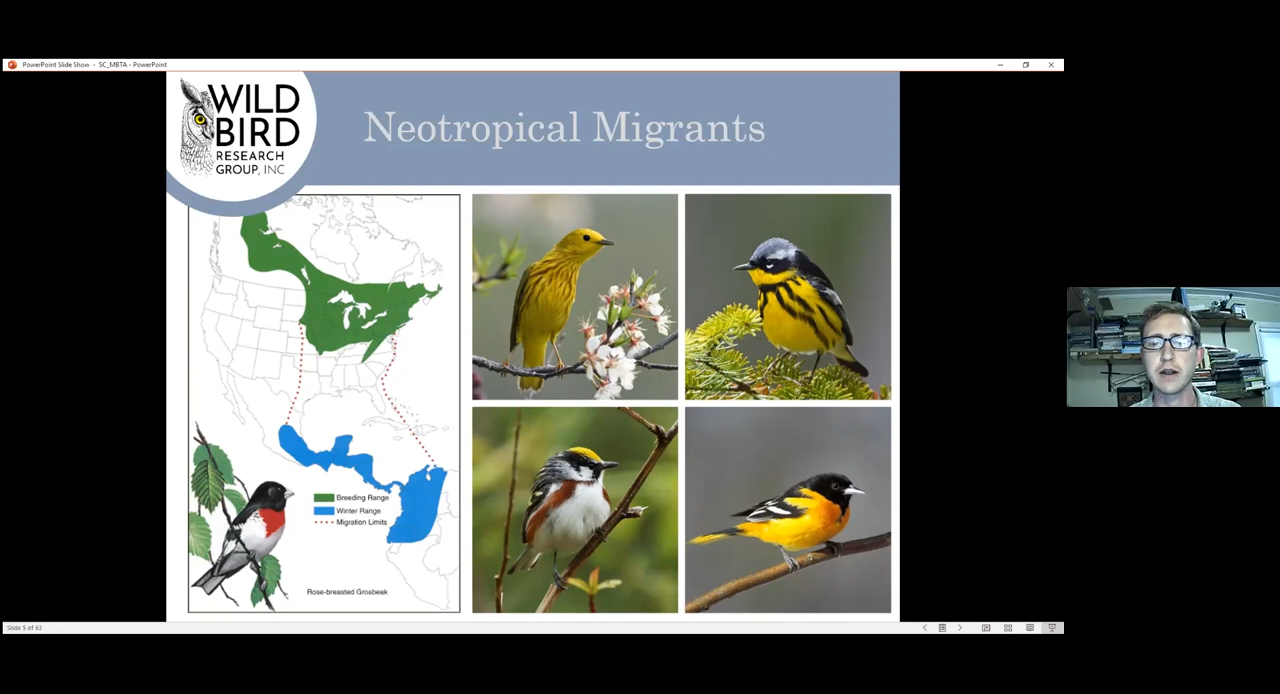 PowerPoint Slide Show - SC_MBTA - PowerPoint
WILD
BIRD
RESEARCH
GROUP, INC
Neotropical Migrants
Breeding Range
Winter Range
Migration Limits
Rose-breasted Grosbeak
Slide 5 of 63